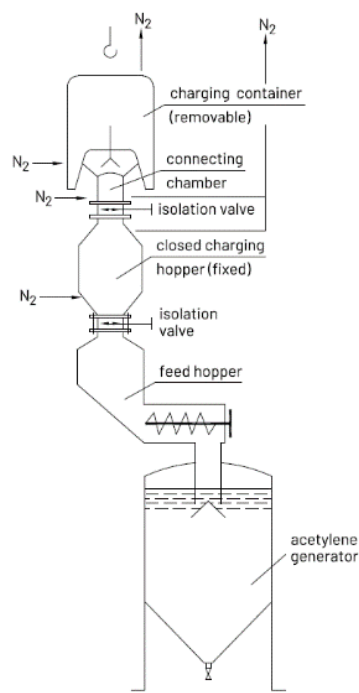 N2
N2
charging container
(removable)
N2
connecting
chamber
N2
isolation valve
closed charging
hopper (fixed)
N2
isolation
valve
feed hopper
acetylene
generator